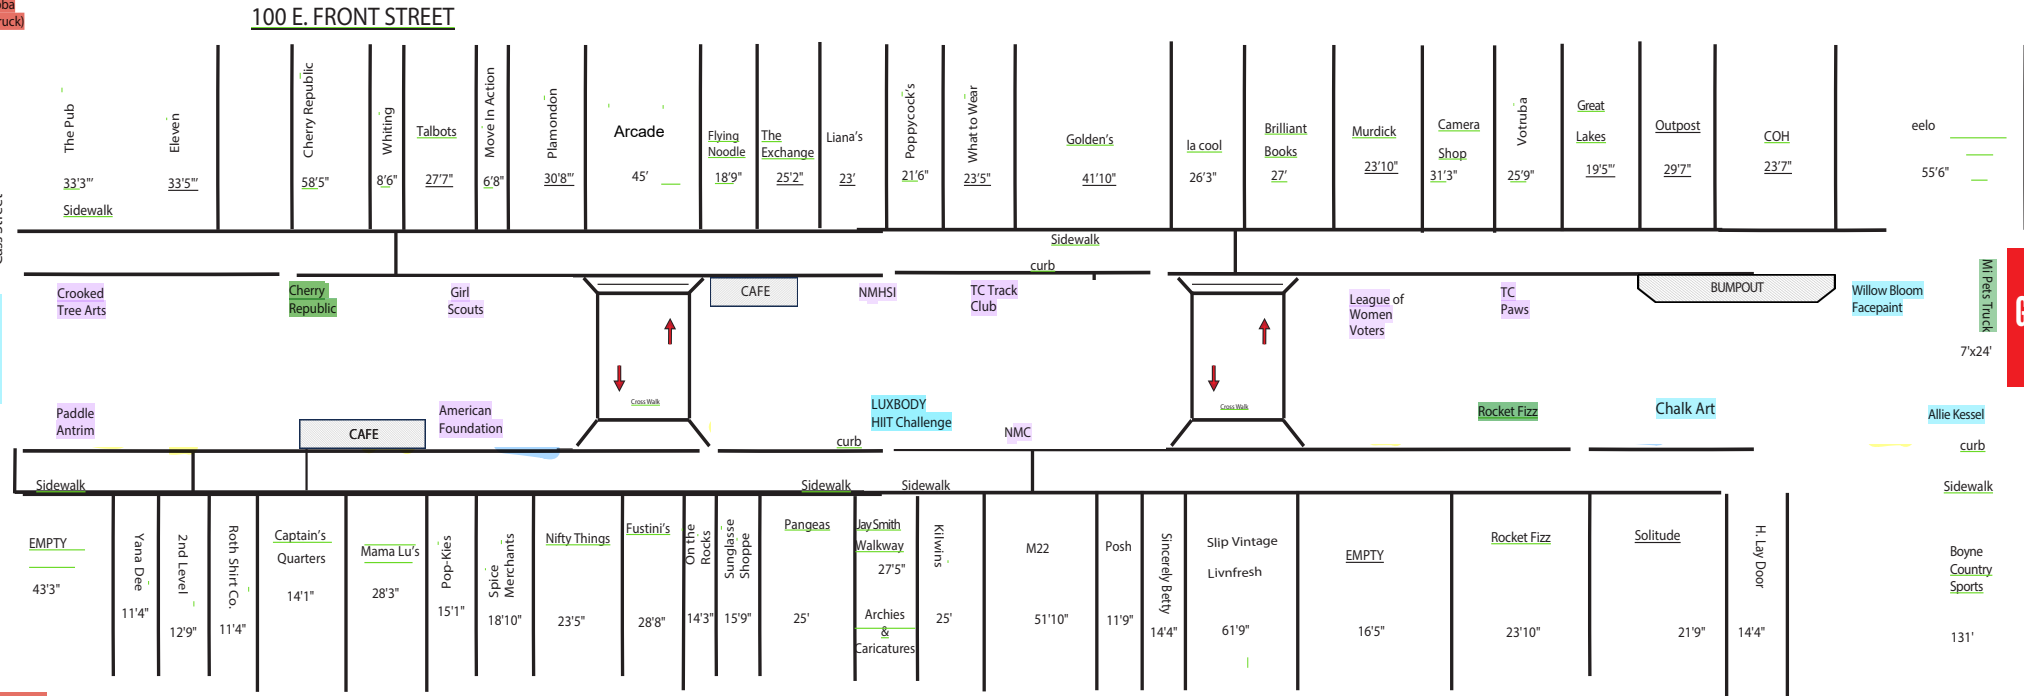 ruck)
100 E. FRONT STREET
The Pub
33'3"'
Eleven
33'5"'
Cherry Republic
58'5"
Whiting
8'6"
Talbots
27'7"
Move In Action
6'8"
Plamondon
30'8"'
Arcade
45'
Flying
Noodle
18'9"
The
Exchange
25'2"
Liana's
23'
Poppycock's
21'6"
What to Wear
23'5"
Golden's
41'10"
la cool
26'3"
Brilliant
Books
27'
Murdick
23'10"
Camera
Shop
31'3"
Votruba
25'9"
Great
Lakes
19'5"
Outpost
29'7"
COH
23'7"
eelo
55'6"
Sidewalk
Sidewalk
curb
Crooked
Tree Arts
Cherry
Republic
Girl
Scouts
CAFE
NMHSI
TC Track
Club
League of
Women
Voters
TC
Paws
BUMPOUT
Willow Bloom
Facepaint
Mi Pets Truck
7'x24'
Paddle
Antrim
CAFE
American
Foundation
Cross Walk
LUXBODY
HIIT Challenge
NMC
Cross Walk
Rocket Fizz
Chalk Art
Allie Kessel
curb
curb
Sidewalk
Sidewalk
Sidewalk
Sidewalk
EMPTY
43'3"
Yana Dee
11'4"
2nd Level
12'9"
Roth Shirt Co.
11'4"
Captain's
Quarters
14'1"
Mama Lu's
28'3"
Pop-Kies
15'1"
Spice
Merchants
18'10"
Nifty Things
23'5"
Fustini's
28'8"
On the
Rocks
14'3"
Sunglasse
Shoppe
15'9"
Pangeas
25'
Jay Smith
Walkway
27'5"
Archies
&
Caricatures
Kilwins
25'
M22
51'10"
Posh
11'9"
Sincerely Betty
14'4"
Slip Vintage
Livnfresh
61'9"
EMPTY
16'5"
Rocket Fizz
23'10"
Solitude
21'9"
H. Lay Door
14'4"
Boyne
Country
Sports
131'